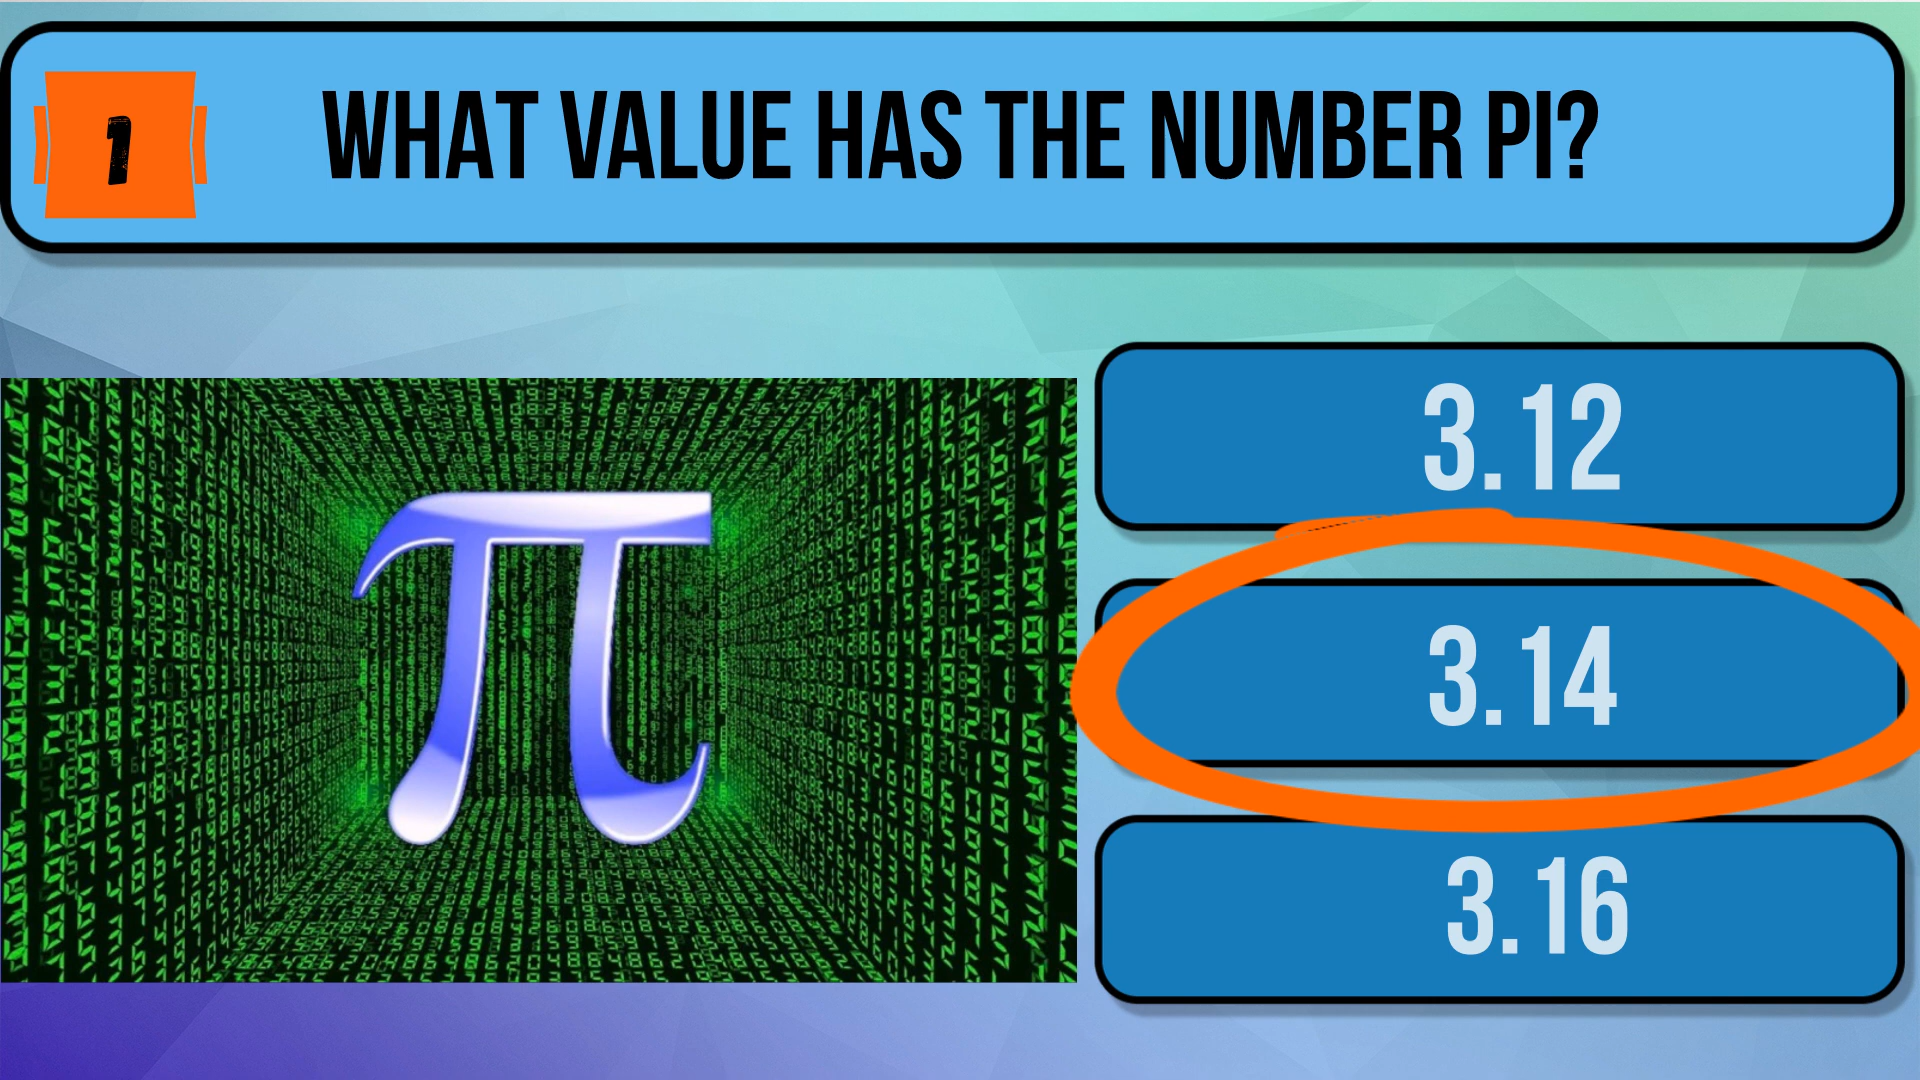 1
WHAT VALUE HAS THE NUMBER PI?
3.12
π
3.14
3.16